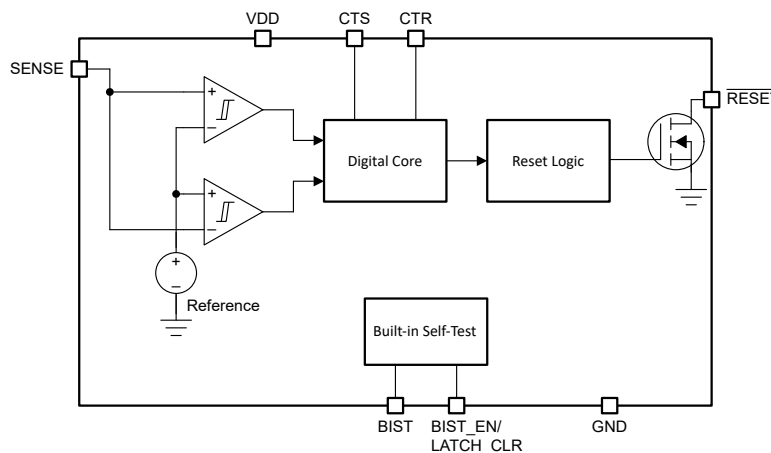 VDD
CTS
CTR
SENSE
RESET
+
−
Digital Core
Reset Logic
+
−
+
−
Reference
Built-in Self-Test
BIST
BIST_EN/
LATCH_CLR
GND